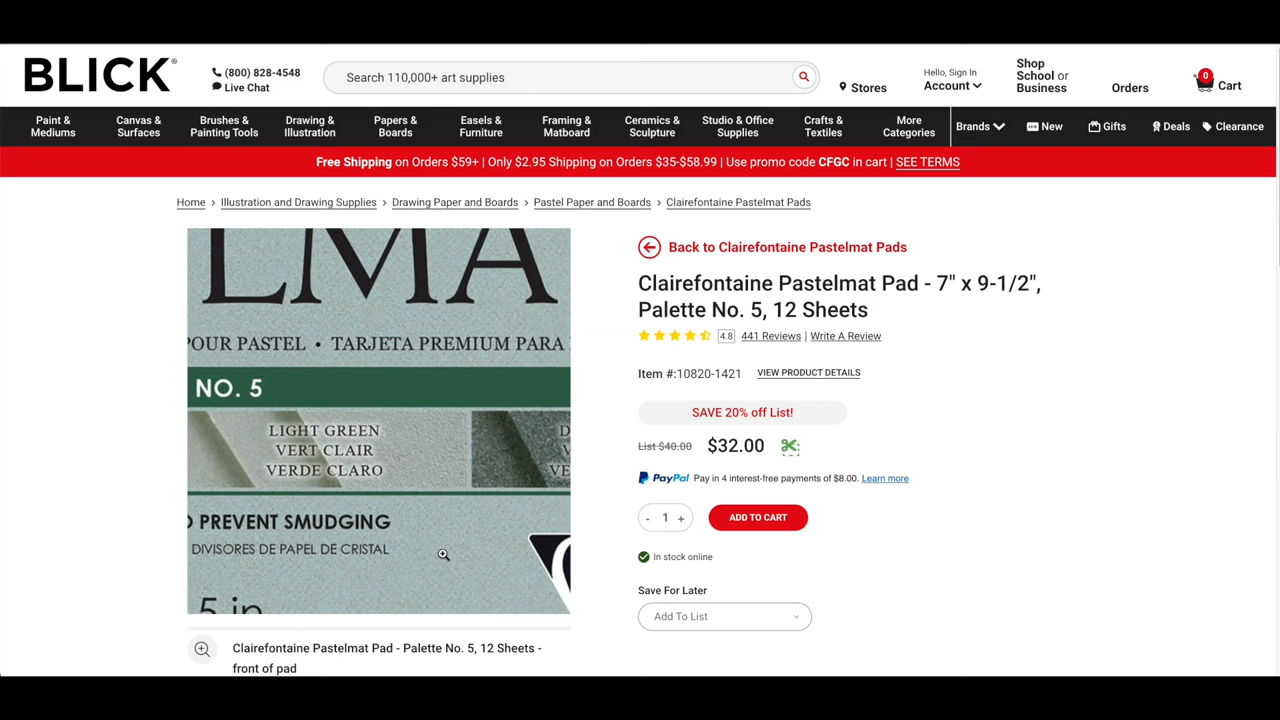 BLICK®
(800) 828-4548
Live Chat
Search 110,000+ art supplies
Stores
Hello, Sign In
Account
Shop
School or
Business
Orders
0
Cart
Paint &
Mediums
Canvas &
Surfaces
Brushes &
Painting Tools
Drawing &
Illustration
Papers &
Boards
Easels &
Furniture
Framing &
Matboard
Ceramics &
Sculpture
Studio & Office
Supplies
Crafts &
Textiles
More
Categories
Brands
New
Gifts
Deals
Clearance
Free Shipping on Orders $59+ | Only $2.95 Shipping on Orders $35-$58.99 | Use promo code CFGC in cart | SEE TERMS
Home › Illustration and Drawing Supplies › Drawing Paper and Boards › Pastel Paper and Boards › Clairefontaine Pastelmat Pads
LMA
POUR PASTEL • TARJETA PREMIUM PARA
NO. 5
LIGHT GREEN
VERT CLAIR
VERDE CLARO
PREVENT SMUDGING
DIVISORES DE PAPEL DE CRISTAL
5 in
Clairefontaine Pastelmat Pad - Palette No. 5, 12 Sheets -
front of pad
Back to Clairefontaine Pastelmat Pads
Clairefontaine Pastelmat Pad - 7" x 9-1/2",
Palette No. 5, 12 Sheets
4.8 441 Reviews | Write A Review
Item #:10820-1421 VIEW PRODUCT DETAILS
SAVE 20% off List!
List $40.00 $32.00
PayPal Pay in 4 interest-free payments of $8.00. Learn more
- 1 + ADD TO CART
In stock online
Save For Later
Add To List